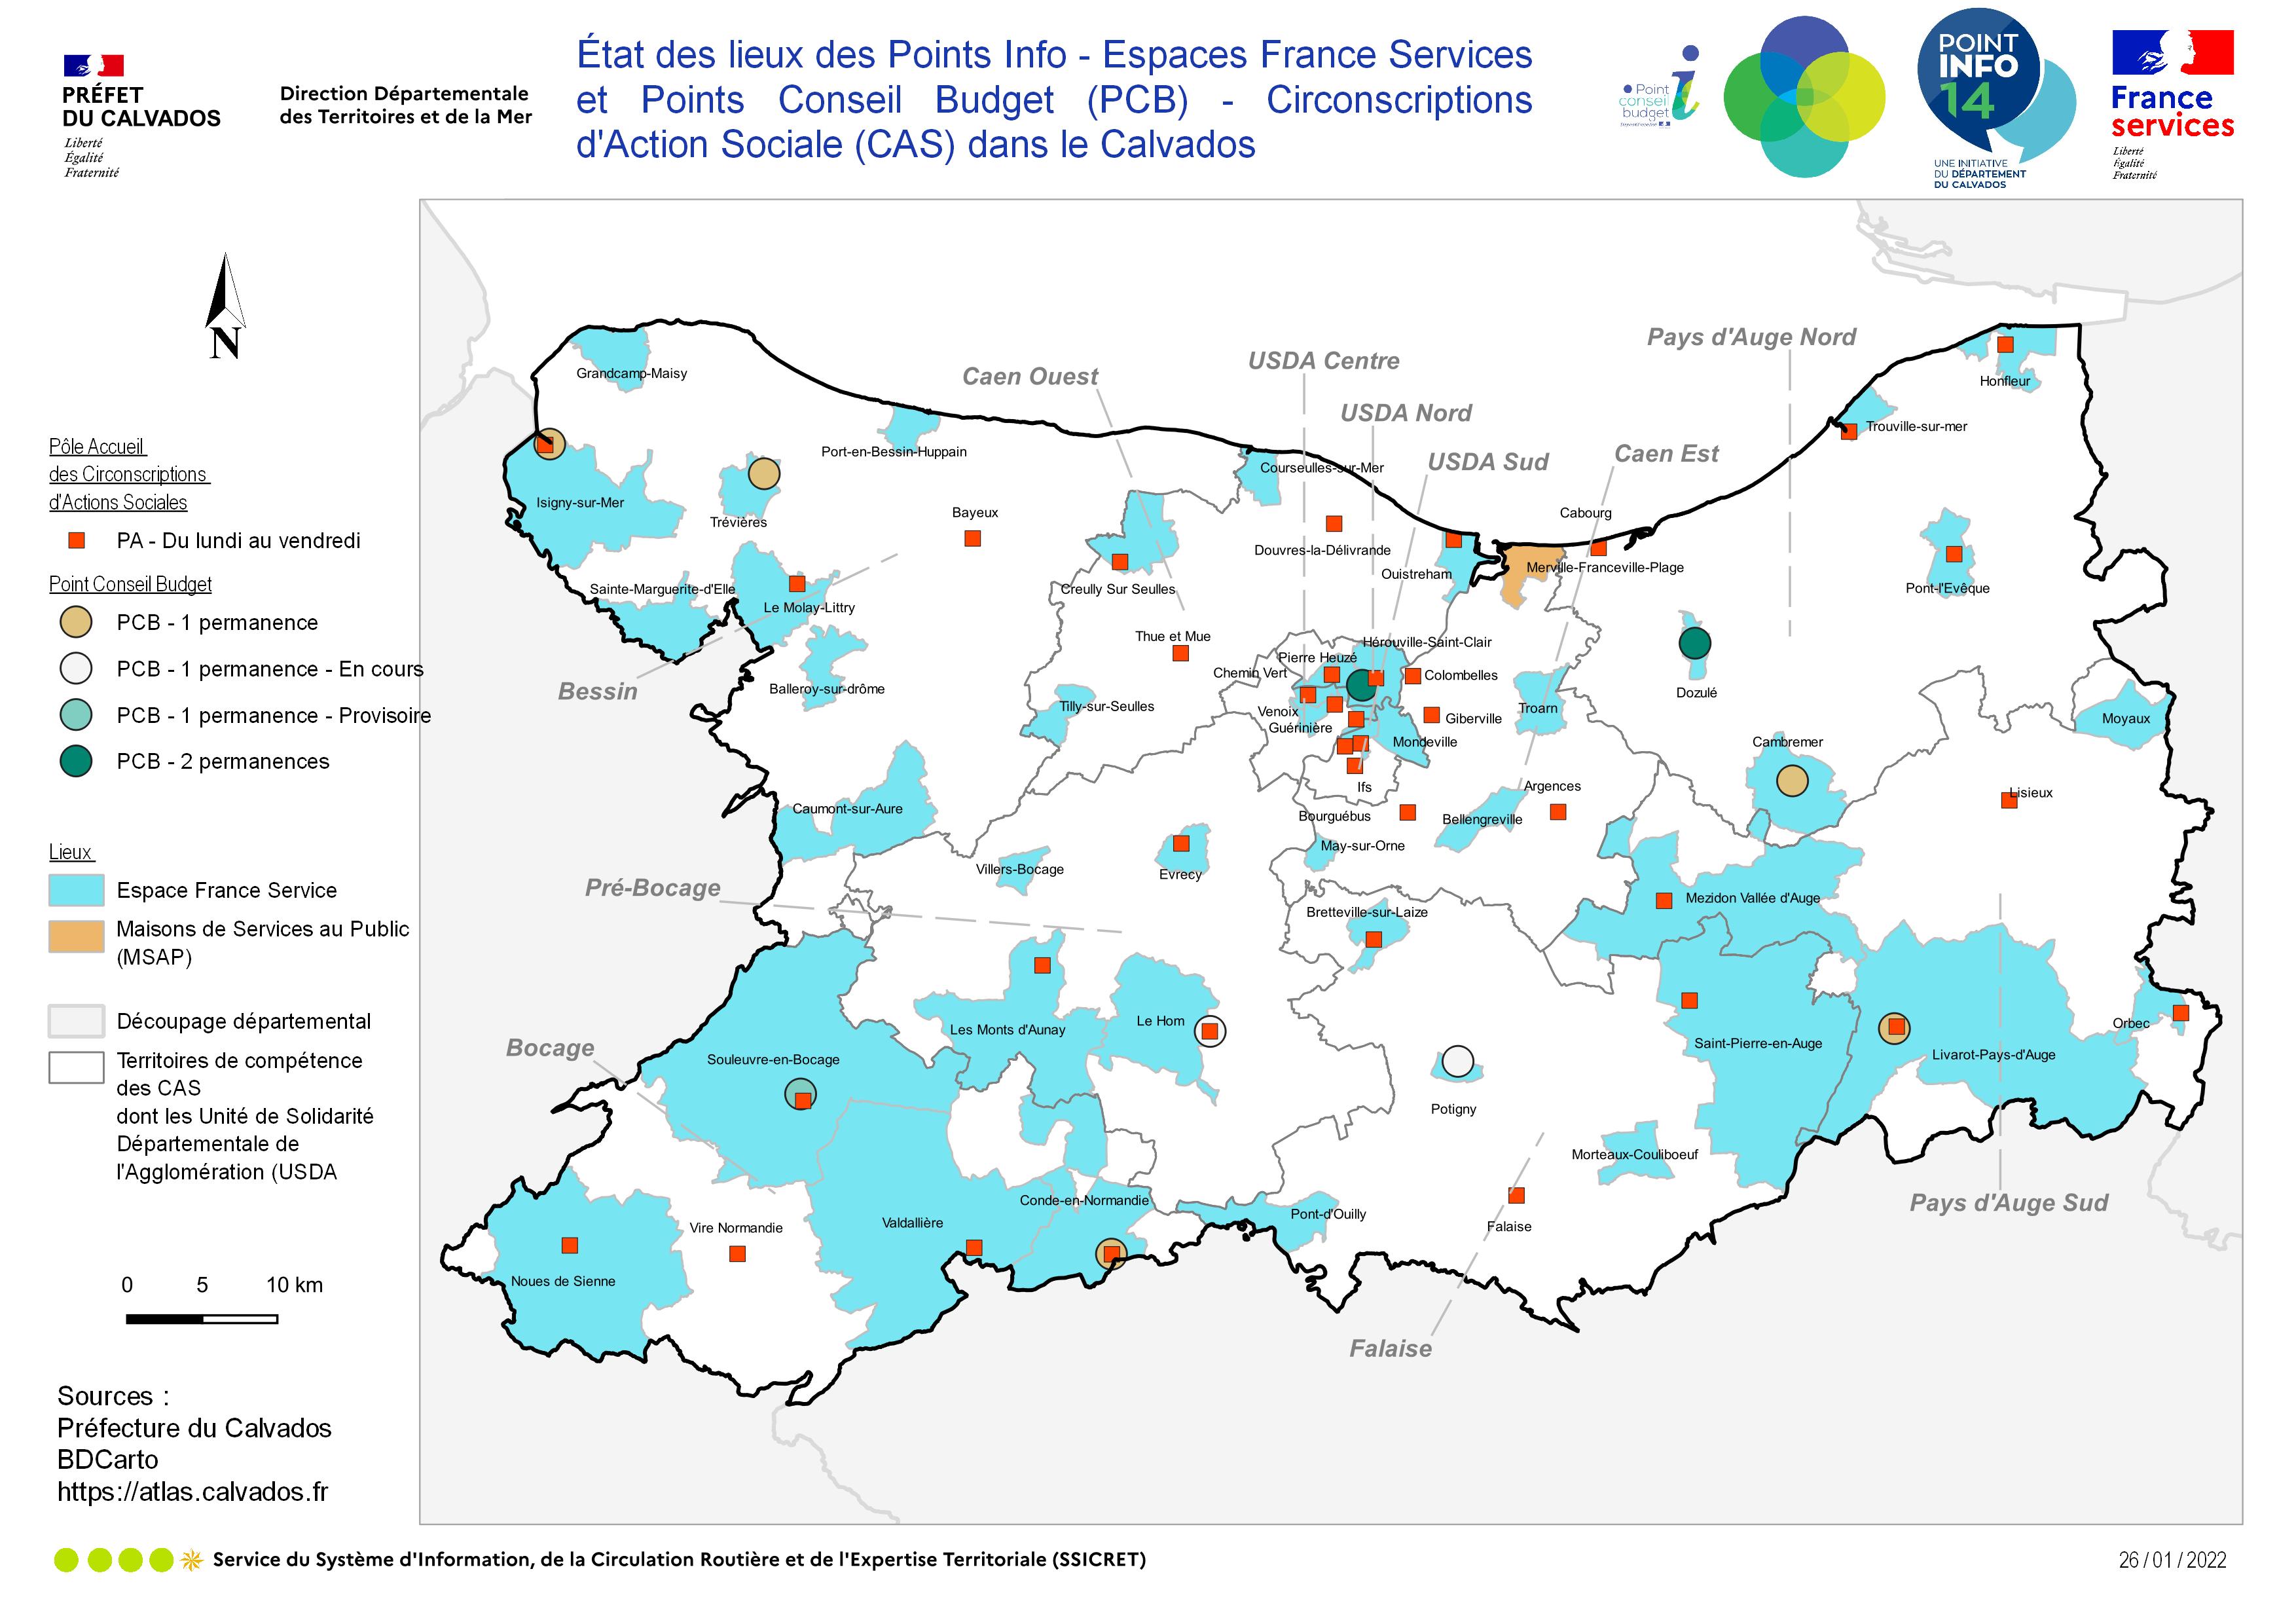 PRÉFET
DU CALVADOS
Liberté
Égalité
Fraternité
Direction Départementale
des Territoires et de la Mer
État des lieux des Points Info - Espaces France Services
et Points Conseil Budget (PCB) - Circonscriptions
d'Action Sociale (CAS) dans le Calvados
Point
conseil
budget
POINT
INFO
14
UNE INITIATIVE
DU DÉPARTEMENT
DU CALVADOS
France
services
Liberté
Égalité
Fraternité
N
Pôle Accueil
des Circonscriptions
d'Actions Sociales
PA - Du lundi au vendredi
Point Conseil Budget
PCB - 1 permanence
PCB - 1 permanence - En cours
PCB - 1 permanence - Provisoire
PCB - 2 permanences
Lieux
Espace France Service
Maisons de Services au Public
(MSAP)
Découpage départemental
Territoires de compétence
des CAS
dont les Unité de Solidarité
Départementale de
l'Agglomération (USDA
0 5 10 km
Sources :
Préfecture du Calvados
BDCarto
https://atlas.calvados.fr
Pays d'Auge Nord
USDA Centre
Caen Ouest
Grandcamp-Maisy
Honfleur
USDA Nord
Trouville-sur-mer
Port-en-Bessin-Huppain
Caen Est
USDA Sud
Courseulles-sur-Mer
Isigny-sur-Mer
Trévières
Bayeux
Cabourg
Douvres-la-Délivrande
Merville-Franceville-Plage
Ouistreham
Sainte-Marguerite-d'Elle
Creully Sur Seulles
Pont-l'Evêque
Le Molay-Littry
Thue et Mue
Hérouville-Saint-Clair
Pierre Heuzé
Chemin Vert
Colombelles
Bessin
Balleroy-sur-drôme
Dozulé
Tilly-sur-Seulles
Venoix
Troarn
Giberville
Moyaux
Guérinière
Mondeville
Cambremer
Ifs
Argences
Lisieux
Caumont-sur-Aure
Bourguébus
Bellengreville
May-sur-Orne
Villers-Bocage
Evrecy
Pré-Bocage
Mezidon Vallée d'Auge
Bretteville-sur-Laize
Le Hom
Orbec
Les Monts d'Aunay
Bocage
Saint-Pierre-en-Auge
Livarot-Pays-d'Auge
Souleuvre-en-Bocage
Potigny
Morteaux-Couliboeuf
Conde-en-Normandie
Pays d'Auge Sud
Pont-d'Ouilly
Valdallière
Vire Normandie
Falaise
Noues de Sienne
Falaise
Service du Système d'Information, de la Circulation Routière et de l'Expertise Territoriale (SSICRET)
26 / 01 / 2022